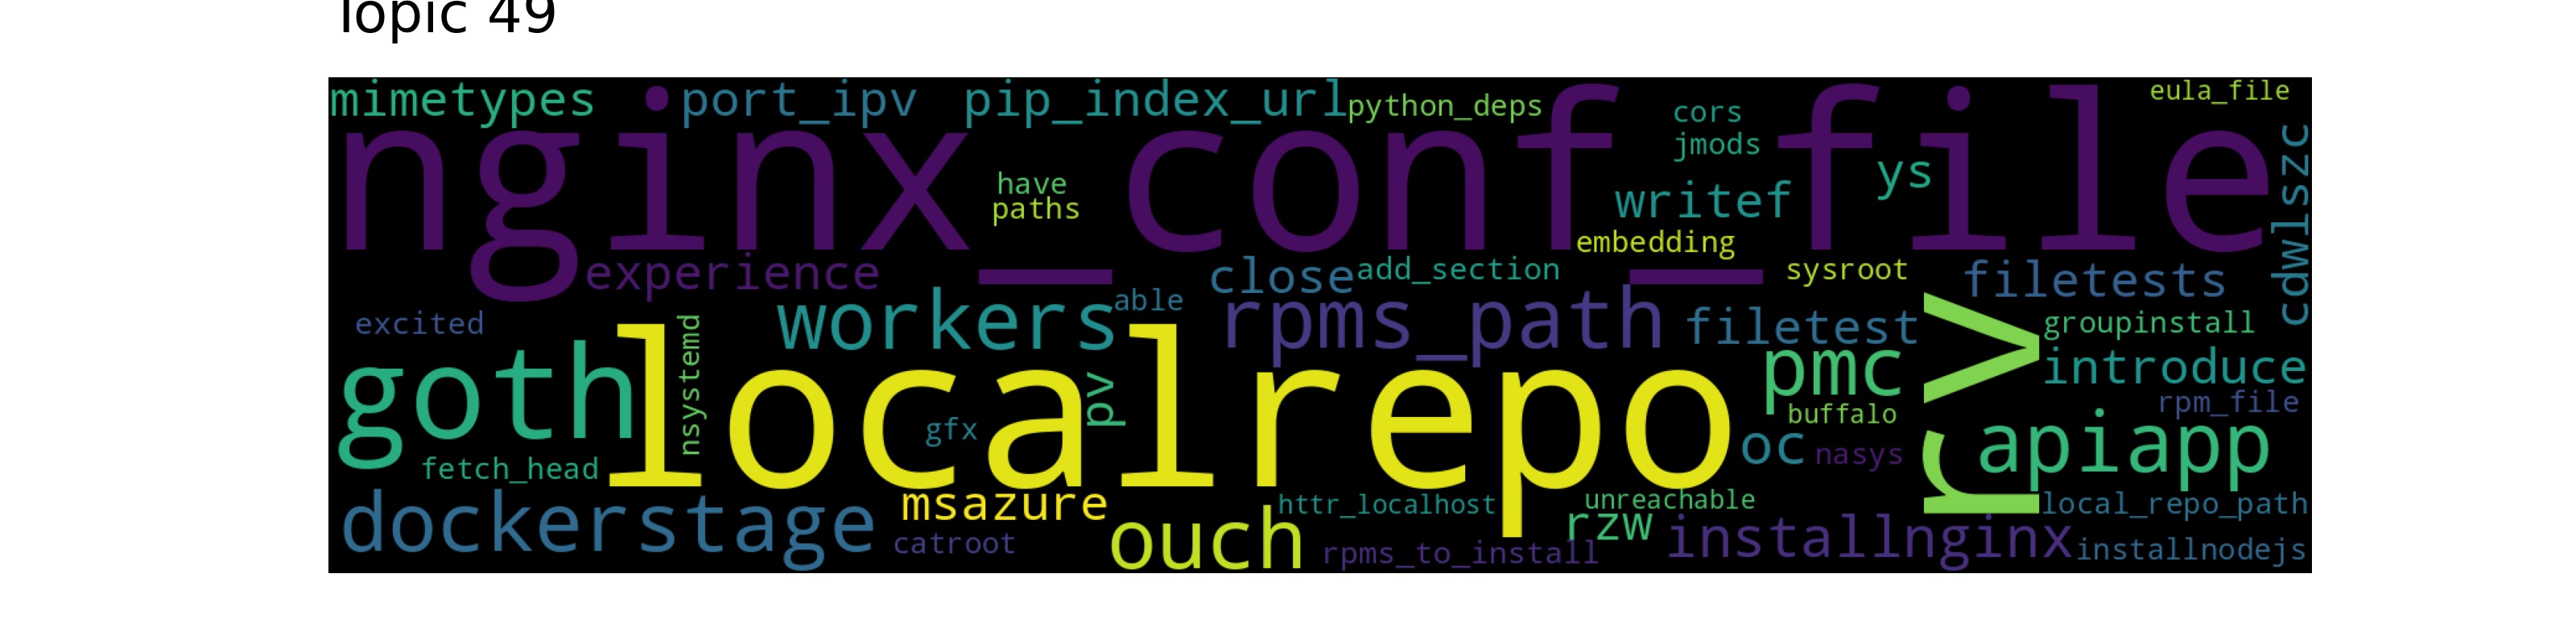 Topic 49
mimetypes port_ipv pip_index_url python_deps cors eula_file
jmods
nginx_conf_file
have
paths
writef ys
cdwlszc
embedding
experience close add_section sysroot filetests
excited workers able rpms_path filetest groupinstall
nsystemd
goth localrepo pmc rv introduce
pv
rpm_file
gfx buffalo
oc nasys apiapp
fetch_head
dockerstage msazure httr_localhost unreachable local_repo_path
catroot ouch rpms_to_install rzw installnginx installnodejs